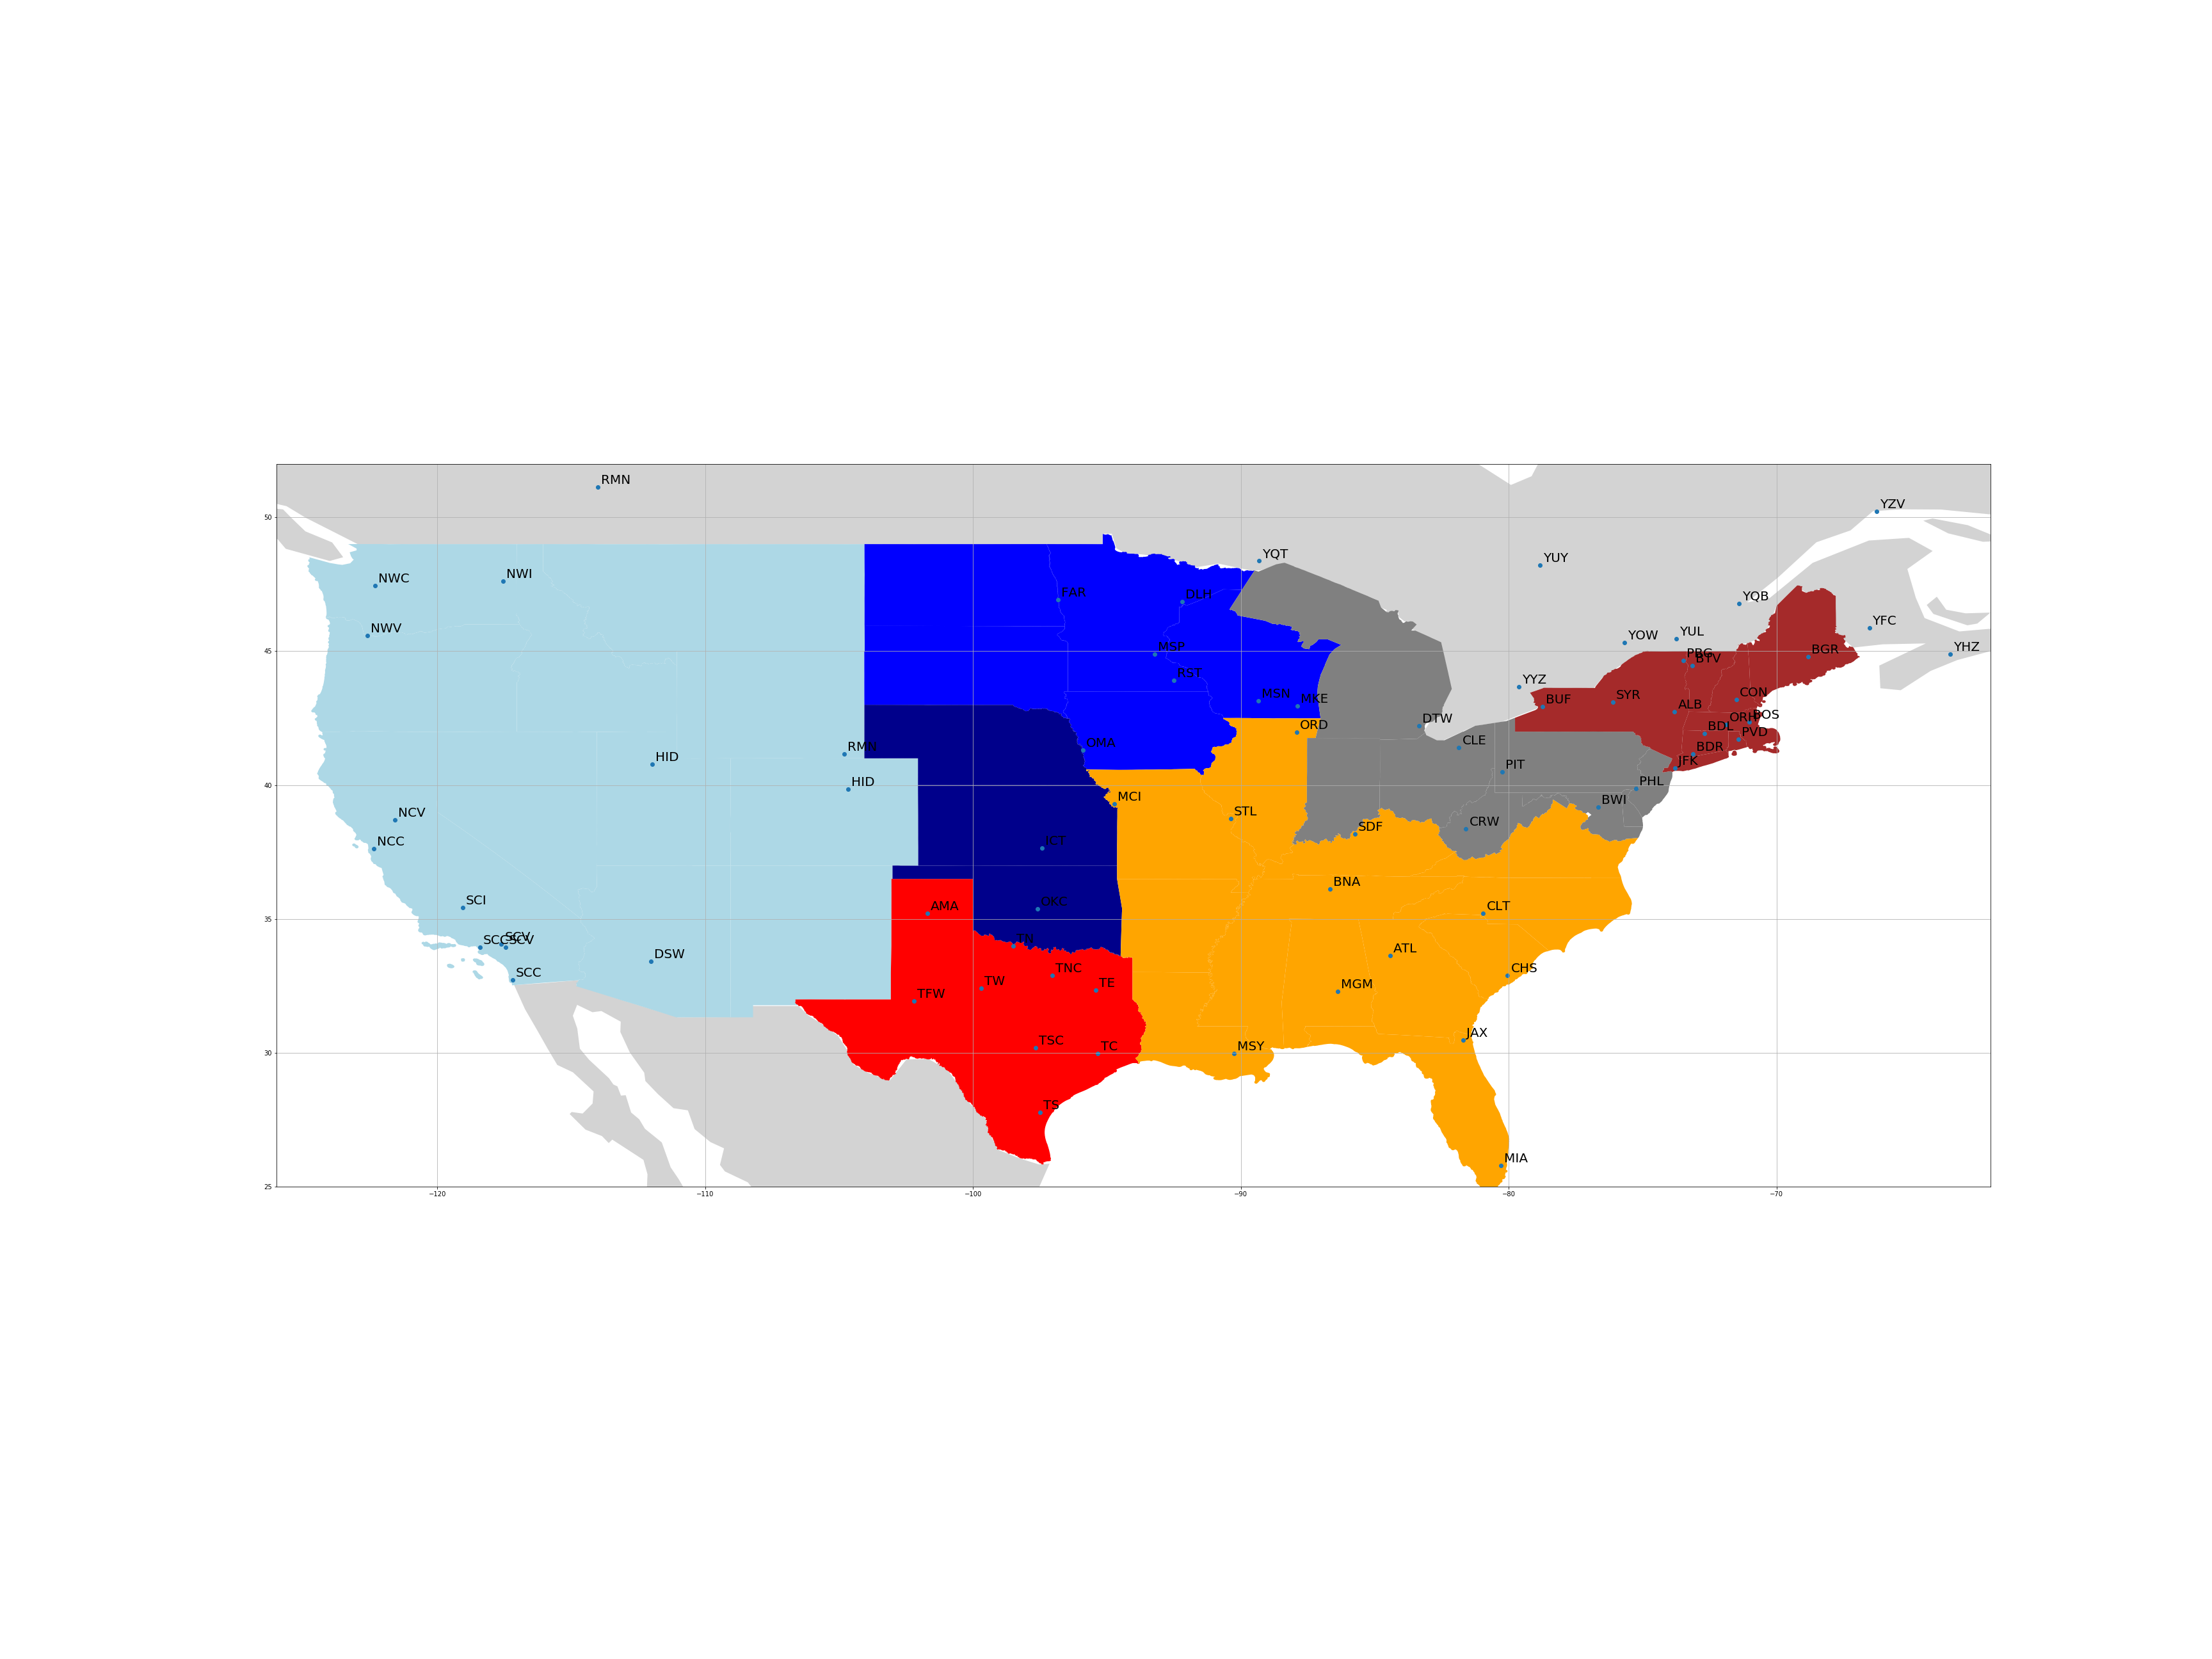 RMN
YZV
50
YQT
YUY
NWC
NWI
FAR
DLH
YQB
YFC
NWV
YOW
YUL
45
MSP
PBG
BTV
BGR
YHZ
RST
YYZ
MSN
MKE
BUF
SYR
CON
ALB
ORD
DTW
ORH
BOS
BDL
PVD
HID
RMN
OMA
CLE
BDR
PIT
JFK
HID
PHL
40
MCI
BWI
NCV
STL
SDF
CRW
NCC
ICT
BNA
SCI
AMA
OKC
CLT
35
SCC
SCV
SCV
TN
DSW
ATL
SCC
TNC
CHS
TW
TE
MGM
TFW
JAX
TSC
TC
MSY
30
TS
MIA
25
−120
−110
−100
−90
−80
−70